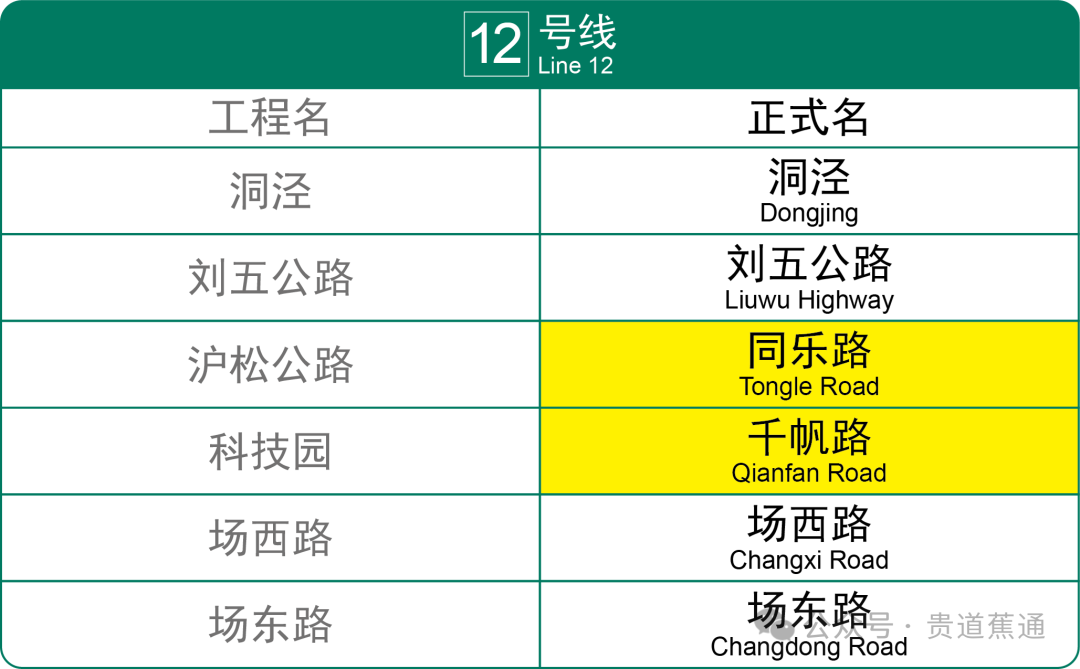 12 号线
Line 12
工程名 正式名
洞泾 洞泾
Dongjing
刘五公路 刘五公路
Liuwu Highway
沪松公路 同乐路
Tongle Road
科技园 千帆路
Qianfan Road
场西路 场西路
Changxi Road
场东路 场东路
Changdong Road
公众号 · 贵道蕉通